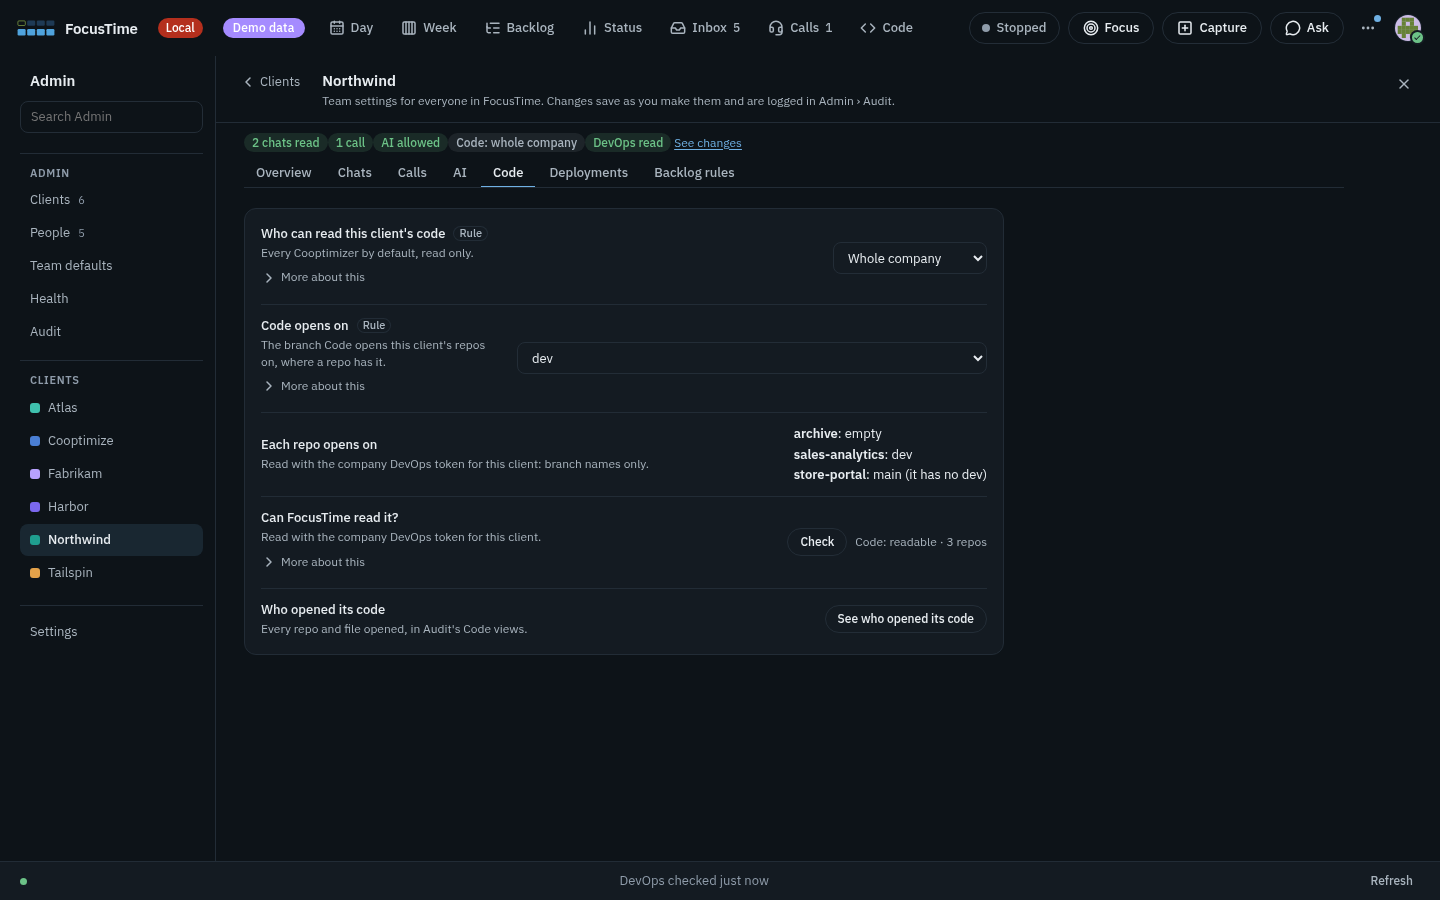 FocusTime
Local
Demo data
Day
Week
Backlog
Status
Inbox 5
Calls 1
Code
Stopped
Focus
Capture
Ask
Admin
Search Admin
ADMIN
Clients 6
People 5
Team defaults
Health
Audit
CLIENTS
Atlas
Cooptimize
Fabrikam
Harbor
Northwind
Tailspin
Settings
Clients
Northwind
Team settings for everyone in FocusTime. Changes save as you make them and are logged in Admin › Audit.
2 chats read
1 call
AI allowed
Code: whole company
DevOps read
See changes
Overview
Chats
Calls
AI
Code
Deployments
Backlog rules
Who can read this client's code Rule
Every Cooptimizer by default, read only.
More about this
Whole company
Code opens on Rule
The branch Code opens this client's repos
on, where a repo has it.
More about this
dev
Each repo opens on
Read with the company DevOps token for this client: branch names only.
archive: empty
sales-analytics: dev
store-portal: main (it has no dev)
Can FocusTime read it?
Read with the company DevOps token for this client.
More about this
Check
Code: readable · 3 repos
Who opened its code
Every repo and file opened, in Audit's Code views.
See who opened its code
DevOps checked just now
Refresh